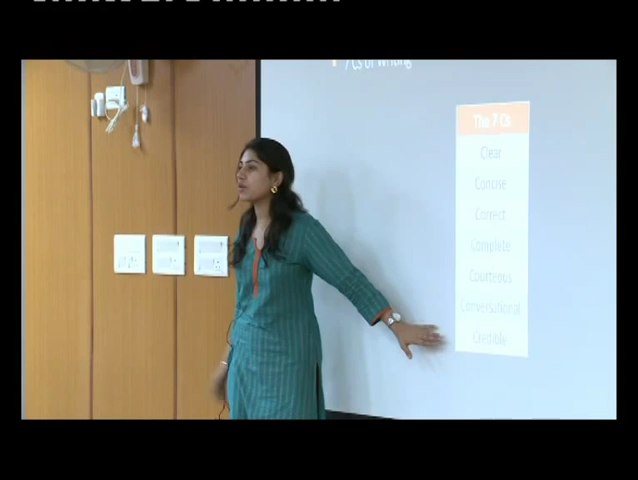 7 Cs of Writing
The 7 Cs
Clear
Concise
Correct
Complete
Courteous
Conversational
Credible